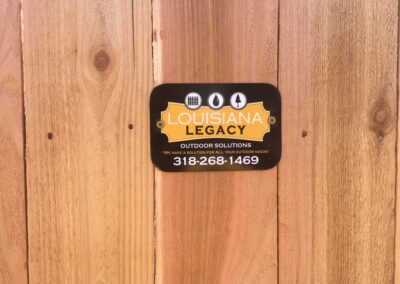 LOUISIANA
LEGACY
OUTDOOR SOLUTIONS
"WE HAVE A SOLUTION FOR ALL YOUR OUTDOOR NEEDS"
318-268-1469